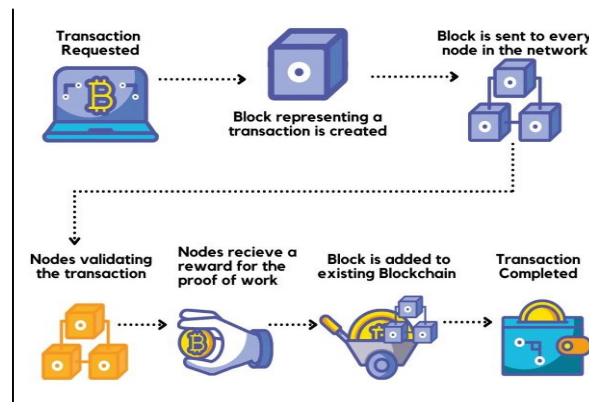 Transaction
Requested
Block representing a
transaction is created
Block is sent to every
node in the network
Nodes validating
the transaction
Nodes recieve a
reward for the
proof of work
Block is added to
existing Blockchain
Transaction
Completed